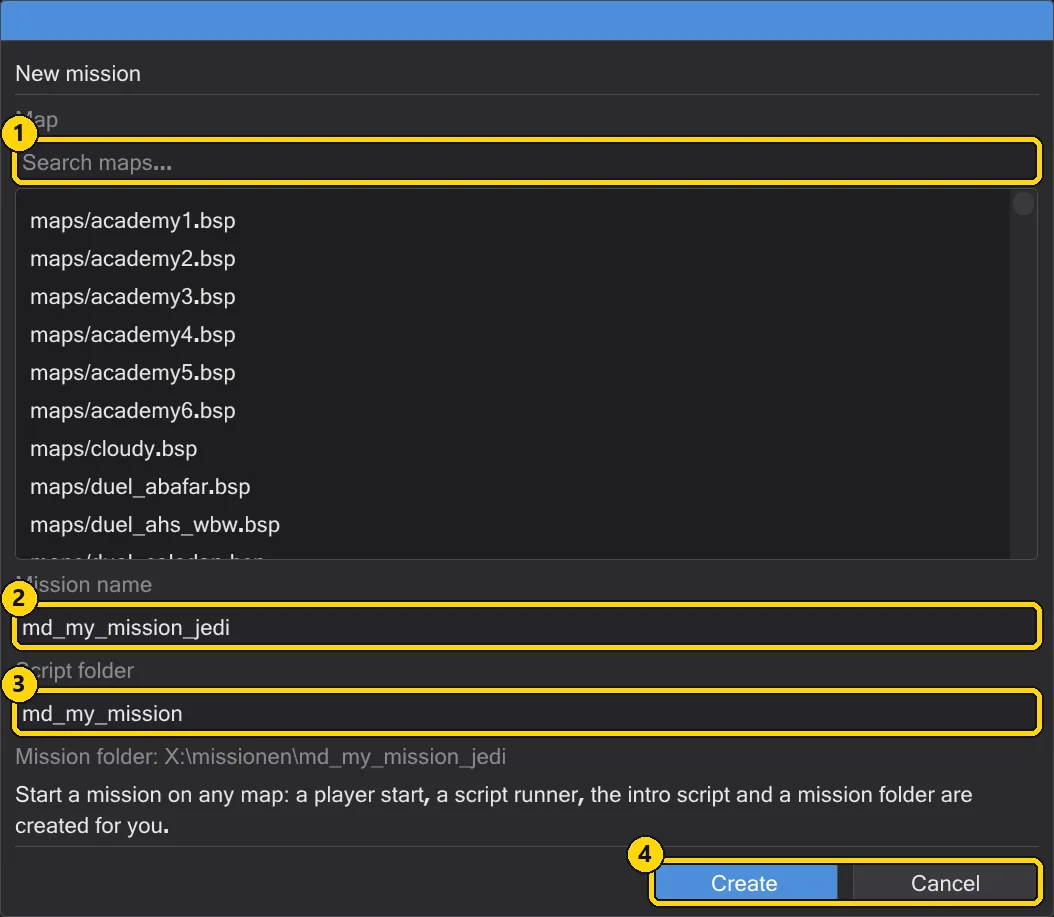 New mission
Map
1
Search maps...
maps/academy1.bsp
maps/academy2.bsp
maps/academy3.bsp
maps/academy4.bsp
maps/academy5.bsp
maps/academy6.bsp
maps/cloudy.bsp
maps/duel_abafar.bsp
maps/duel_ahs_wbw.bsp
Mission name
2
md_my_mission_jedi
Script folder
3
md_my_mission
Mission folder: X:\missionen\md_my_mission_jedi
Start a mission on any map: a player start, a script runner, the intro script and a mission folder are
created for you.
4
Create Cancel